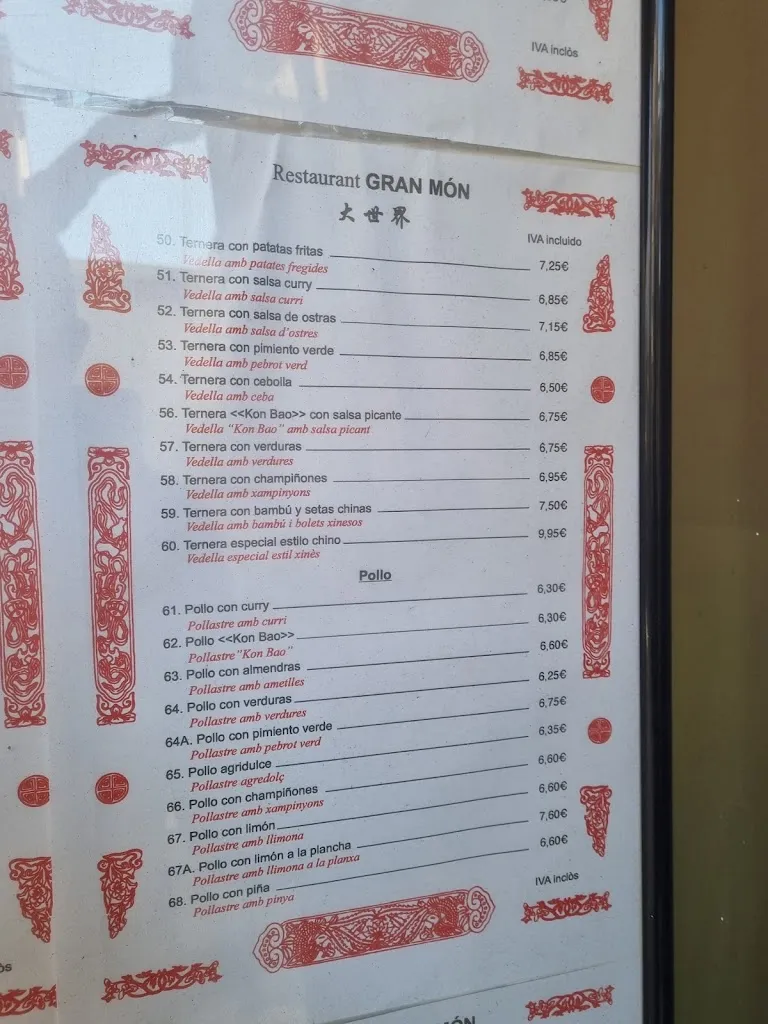 IVA inclòs
Restaurant GRAN MÓN
大世界
IVA incluido
50. Ternera con patatas fritas 7,25€
Vedella amb patates fregides
51. Ternera con salsa curry 6,85€
Vedella amb salsa curri
52. Ternera con salsa de ostras 7,15€
Vedella amb salsa d'ostres
53. Ternera con pimiento verde 6,85€
Vedella amb pebrot verd
54. Ternera con cebolla 6,50€
Vedella amb ceba
56. Ternera <<Kon Bao>> con salsa picante 6,75€
Vedella "Kon Bao" amb salsa picant
57. Ternera con verduras 6,75€
Vedella amb verdures
58. Ternera con champiñones 6,95€
Vedella amb xampinyons
59. Ternera con bambú y setas chinas 7,50€
Vedella amb bambú i bolets xinesos
60. Ternera especial estilo chino 9,95€
Vedella especial estil xinès
Pollo
61. Pollo con curry 6,30€
Pollastre amb curri
62. Pollo <<Kon Bao>> 6,30€
Pollastre "Kon Bao"
63. Pollo con almendras 6,60€
Pollastre amb ametlles
64. Pollo con verduras 6,25€
Pollastre amb verdures
64A. Pollo con pimiento verde 6,75€
Pollastre amb pebrot verd
65. Pollo agridulce 6,35€
Pollastre agredolç
66. Pollo con champiñones 6,60€
Pollastre amb xampinyons
67. Pollo con limón 6,60€
Pollastre amb llimona
67A. Pollo con limón a la plancha 7,60€
Pollastre amb llimona a la planxa
68. Pollo con piña 6,60€
Pollastre amb pinya
IVA inclòs